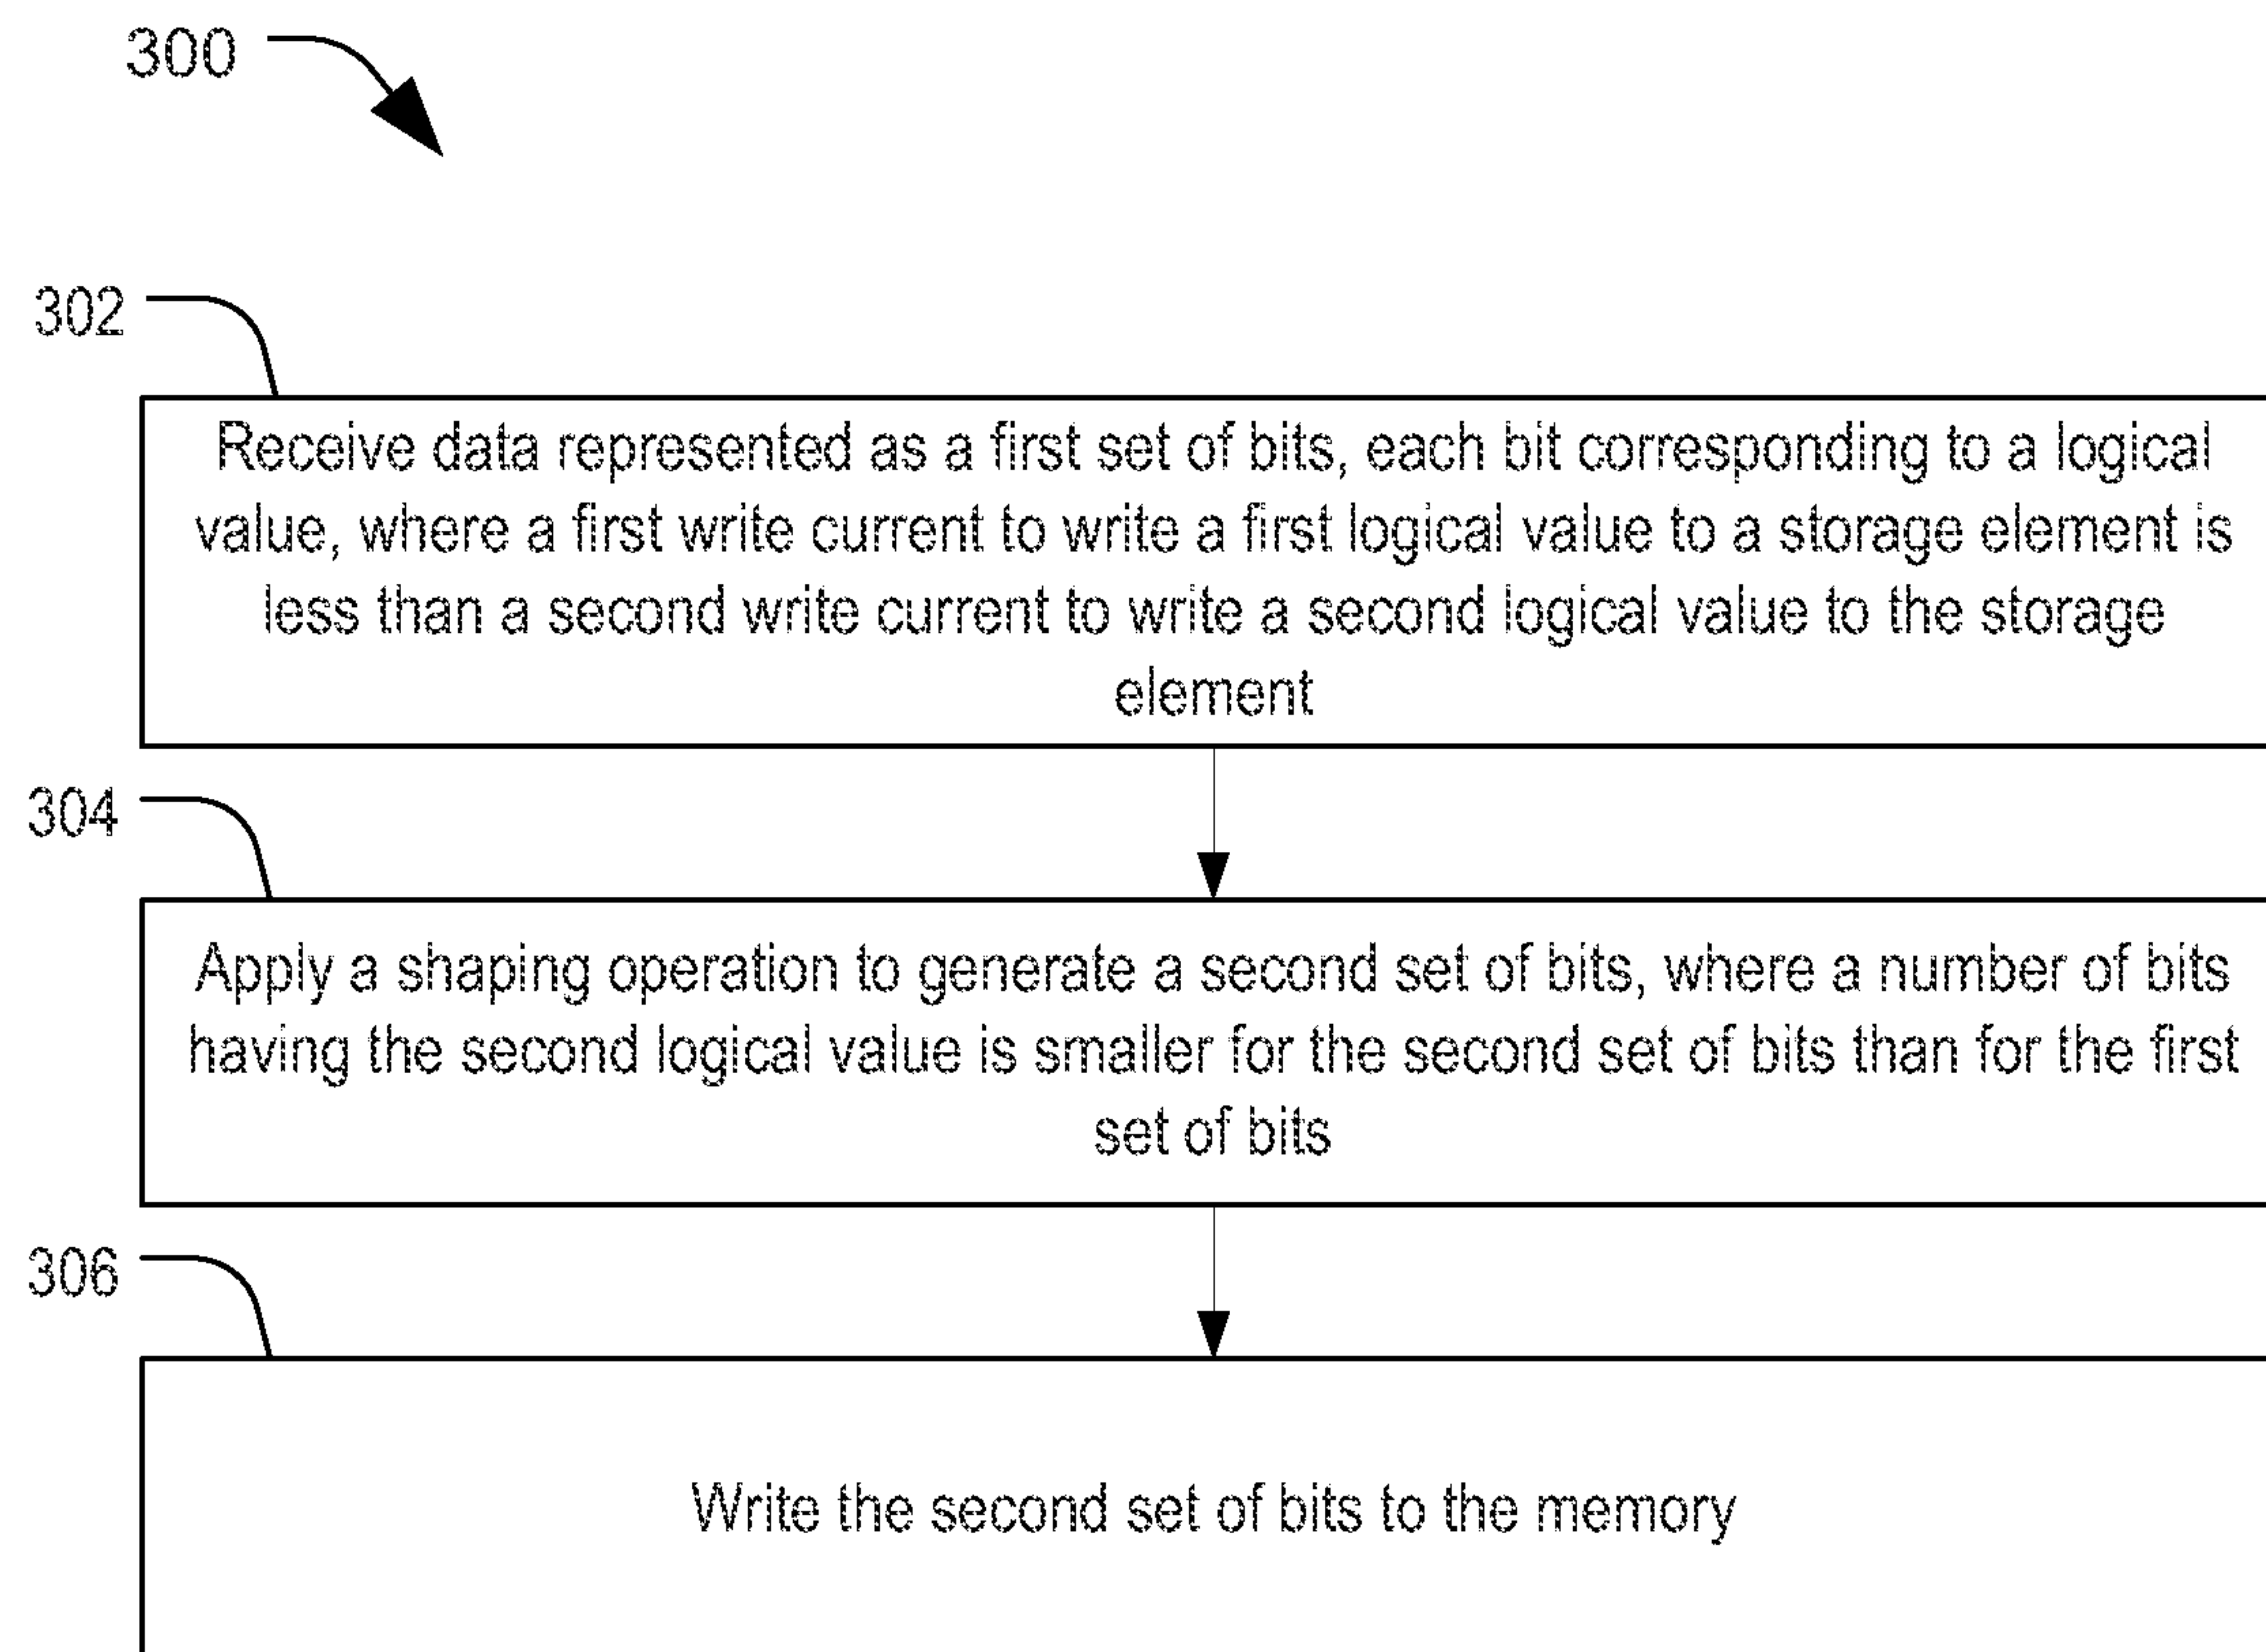 300
302
Receive data represented as a first set of bits, each bit corresponding to a logical
value, where a first write current to write a first logical value to a storage element is
less than a second write current to write a second logical value to the storage
element
304
Apply a shaping operation to generate a second set of bits, where a number of bits
having the second logical value is smaller for the second set of bits than for the first
set of bits
306
Write the second set of bits to the memory